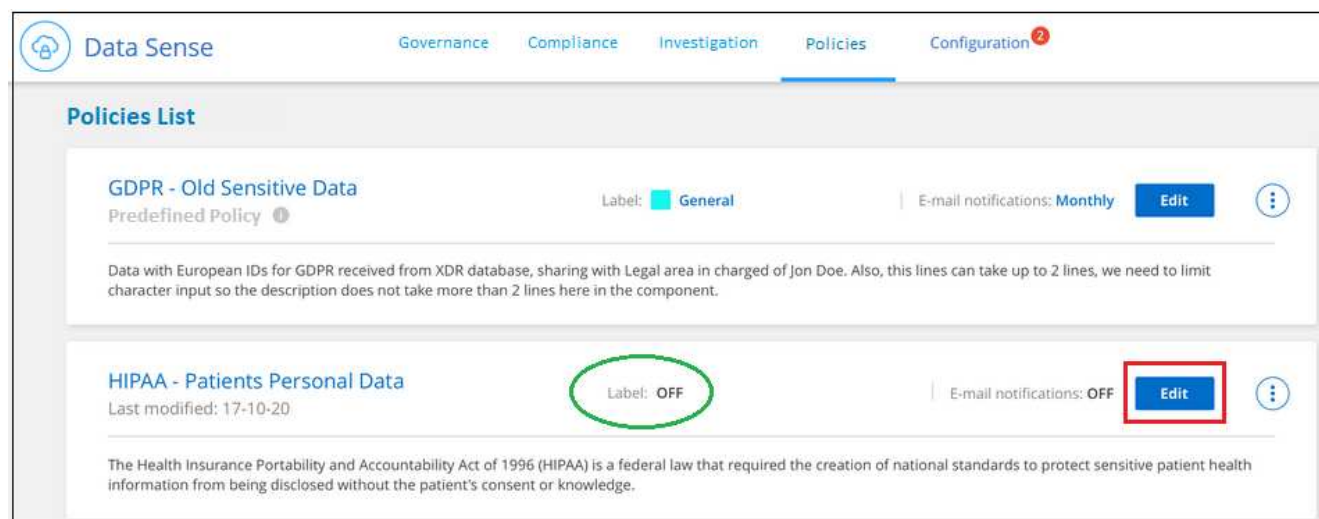 Data Sense
Governance
Compliance
Investigation
Policies
Configuration
2
Policies List
GDPR - Old Sensitive Data
Predefined Policy
Label: General
E-mail notifications: Monthly
Edit
Data with European IDs for GDPR received from XDR database, sharing with Legal area in charged of Jon Doe. Also, this lines can take up to 2 lines, we need to limit
character input so the description does not take more than 2 lines here in the component.
HIPAA - Patients Personal Data
Last modified: 17-10-20
Label: OFF
E-mail notifications: OFF
Edit
The Health Insurance Portability and Accountability Act of 1996 (HIPAA) is a federal law that required the creation of national standards to protect sensitive patient health
information from being disclosed without the patient's consent or knowledge.